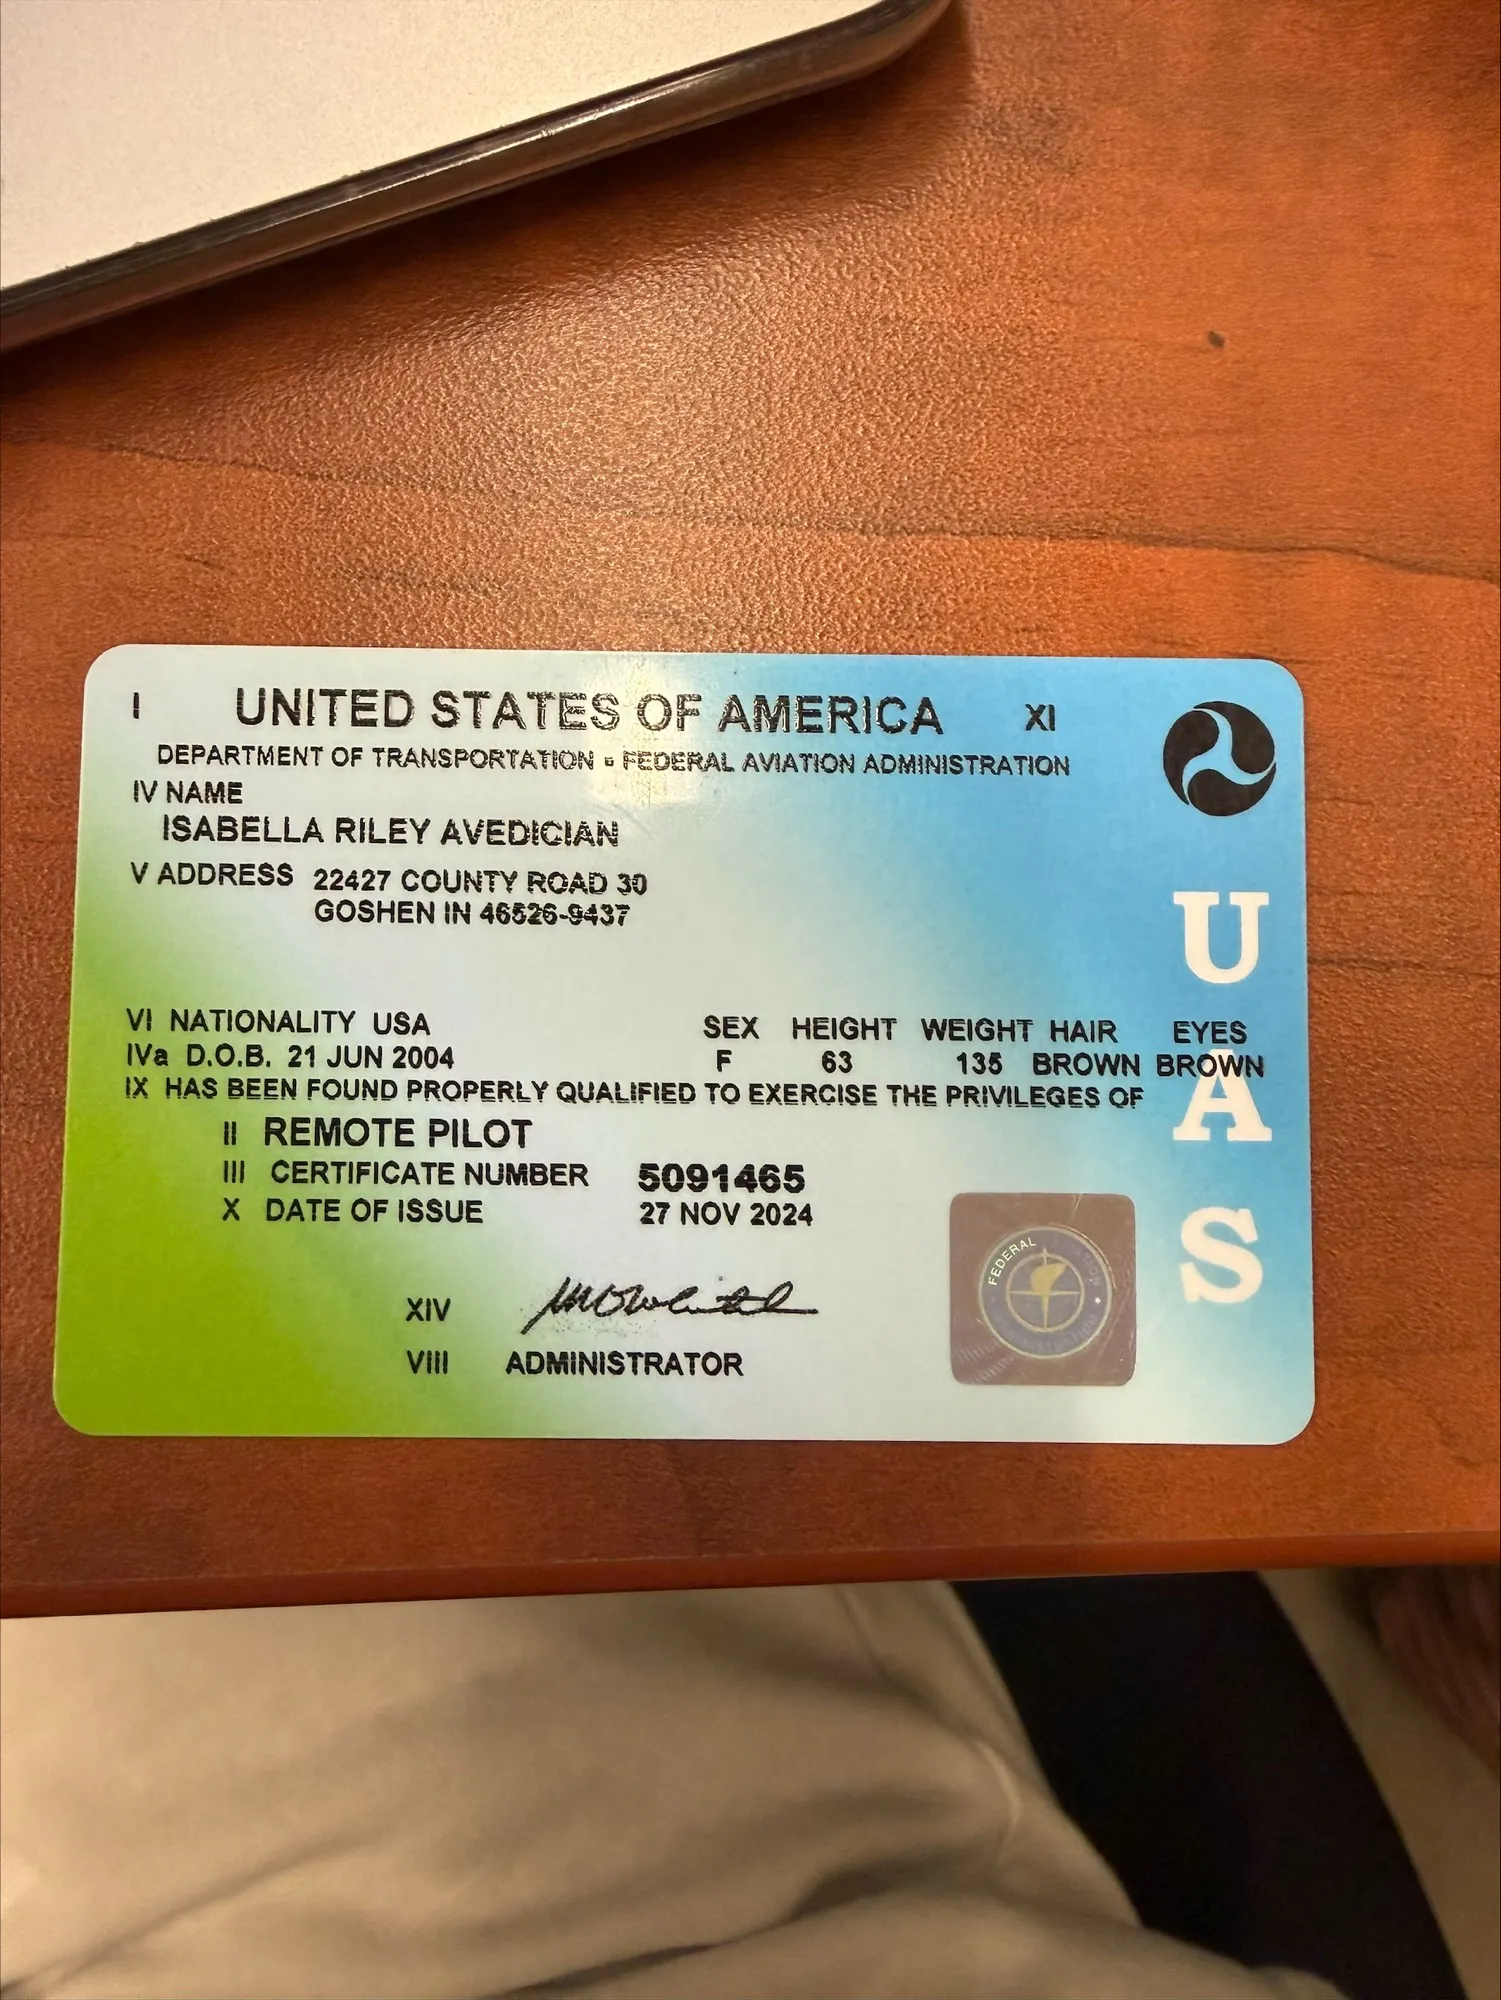 I UNITED STATES OF AMERICA XI
DEPARTMENT OF TRANSPORTATION - FEDERAL AVIATION ADMINISTRATION
IV NAME
ISABELLA RILEY AVEDICIAN
V ADDRESS 22427 COUNTY ROAD 30
GOSHEN IN 46526-9437
VI NATIONALITY USA
IVa D.O.B. 21 JUN 2004
SEX HEIGHT WEIGHT HAIR EYES
F 63 135 BROWN BROWN
IX HAS BEEN FOUND PROPERLY QUALIFIED TO EXERCISE THE PRIVILEGES OF
II REMOTE PILOT
III CERTIFICATE NUMBER 5091465
X DATE OF ISSUE 27 NOV 2024
XIV
VIII ADMINISTRATOR
UAS
FEDERAL